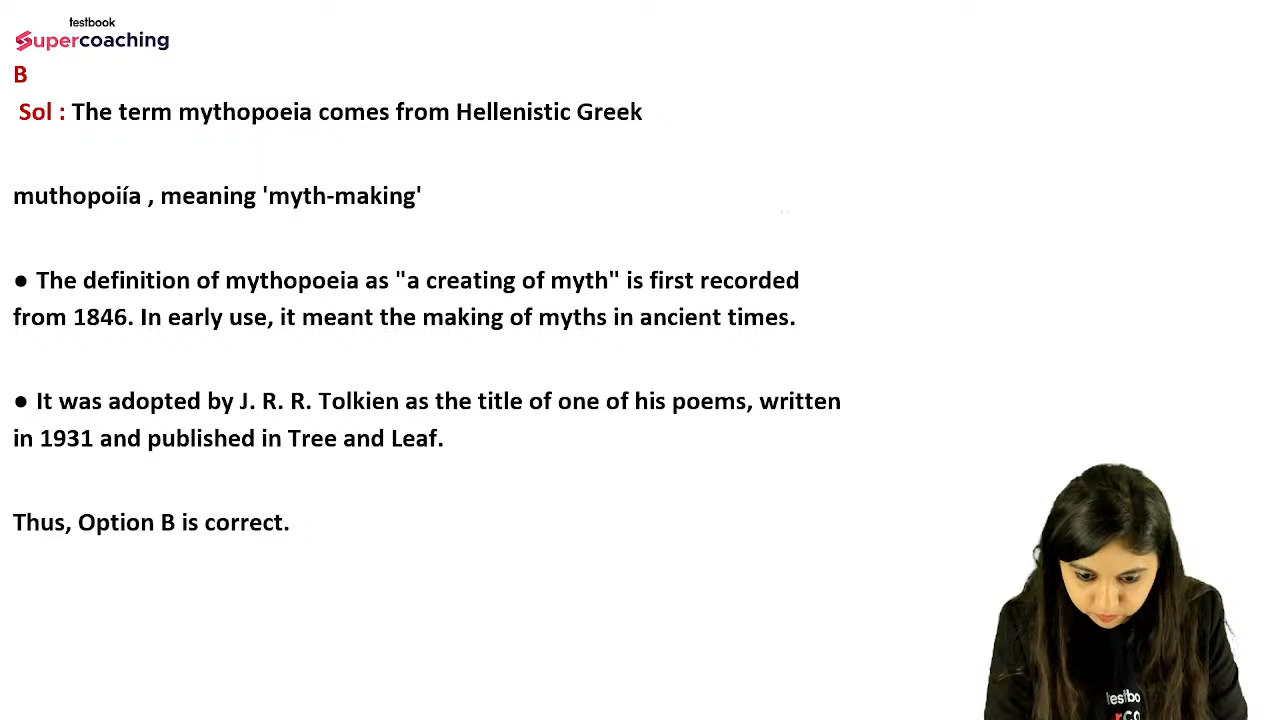 testbook
Supercoaching
B
Sol : The term mythopoeia comes from Hellenistic Greek
muthopoiía , meaning 'myth-making'
● The definition of mythopoeia as "a creating of myth" is first recorded
from 1846. In early use, it meant the making of myths in ancient times.
● It was adopted by J. R. R. Tolkien as the title of one of his poems, written
in 1931 and published in Tree and Leaf.
Thus, Option B is correct.
testbo
rco